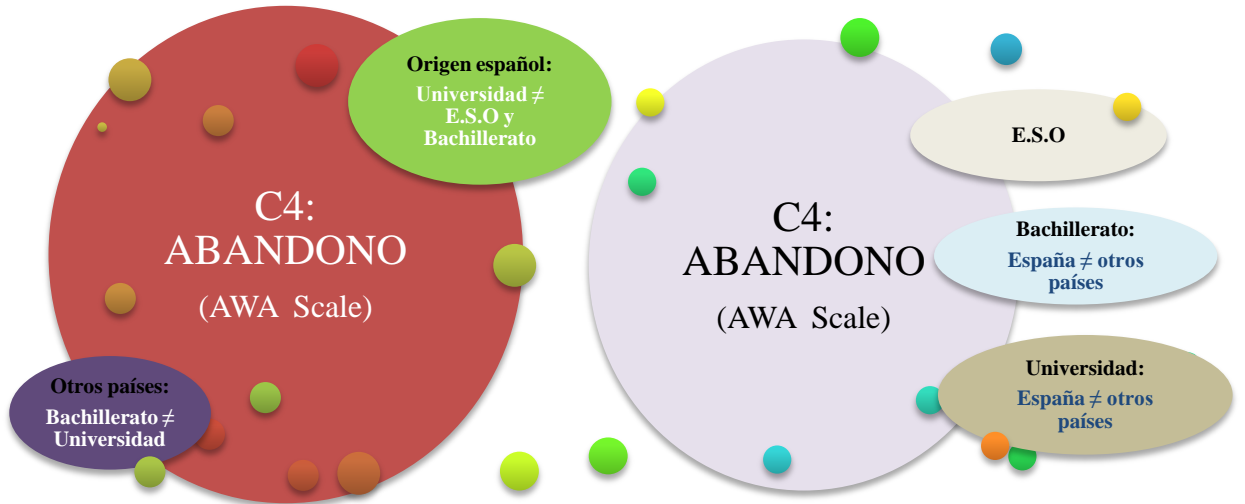 Origen español:
Universidad ≠
E.S.O y
Bachillerato
C4:
ABANDONO
(AWA Scale)
Otros países:
Bachillerato ≠
Universidad
C4:
ABANDONO
(AWA Scale)
E.S.O
Bachillerato:
España ≠ otros
países
Universidad:
España ≠ otros
países